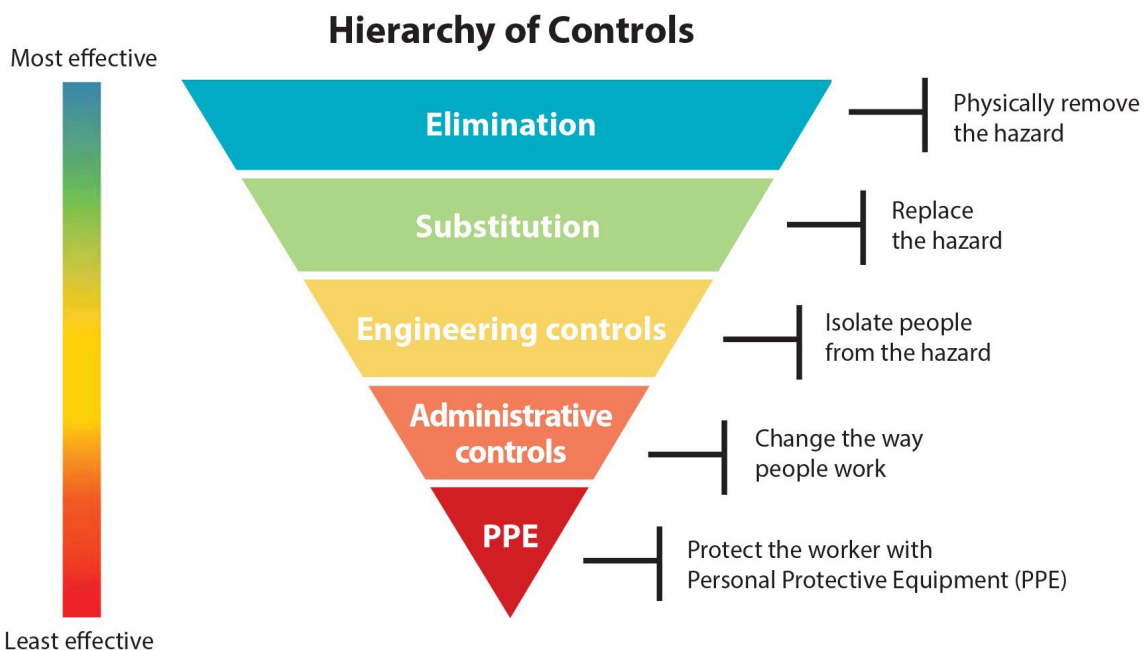 Hierarchy of Controls
Most effective
Elimination
Physically remove
the hazard
Substitution
Replace
the hazard
Engineering controls
Isolate people
from the hazard
Administrative
controls
Change the way
people work
PPE
Protect the worker with
Personal Protective Equipment (PPE)
Least effective